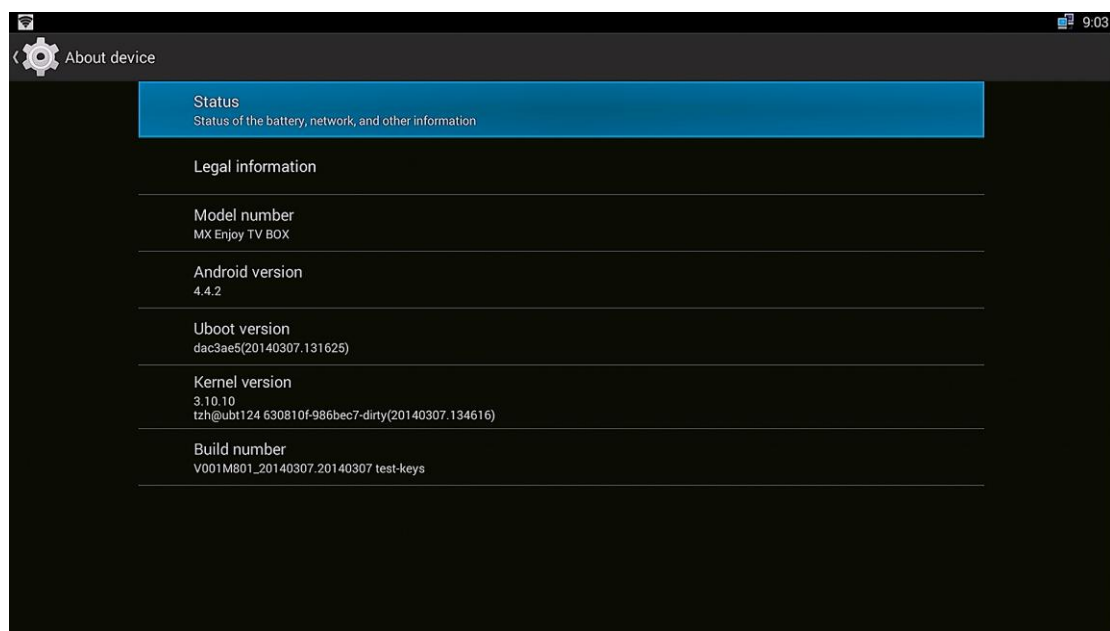 9:03
About device
Status
Status of the battery, network, and other information
Legal information
Model number
MX Enjoy TV BOX
Android version
4.4.2
Uboot version
dac3ae5(20140307.131625)
Kernel version
3.10.10
tzh@ubt124 630810f-986bec7-dirty(20140307.134616)
Build number
V001M801_20140307.20140307 test-keys